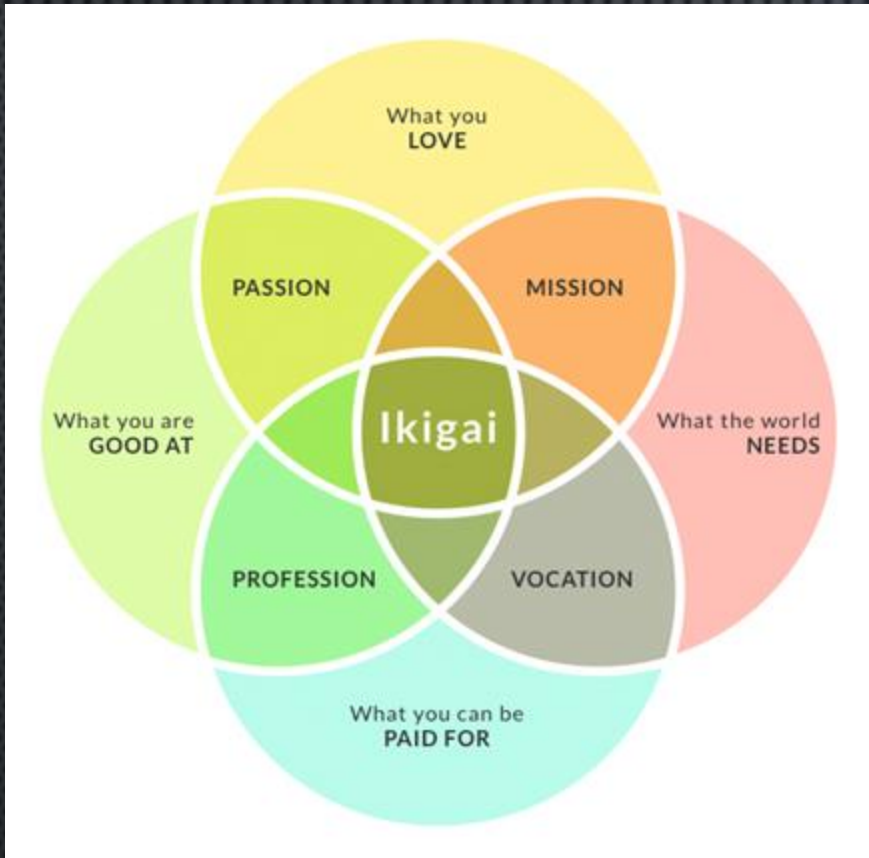 What you
LOVE
PASSION
MISSION
What you are
GOOD AT
Ikigai
What the world
NEEDS
PROFESSION
VOCATION
What you can be
PAID FOR